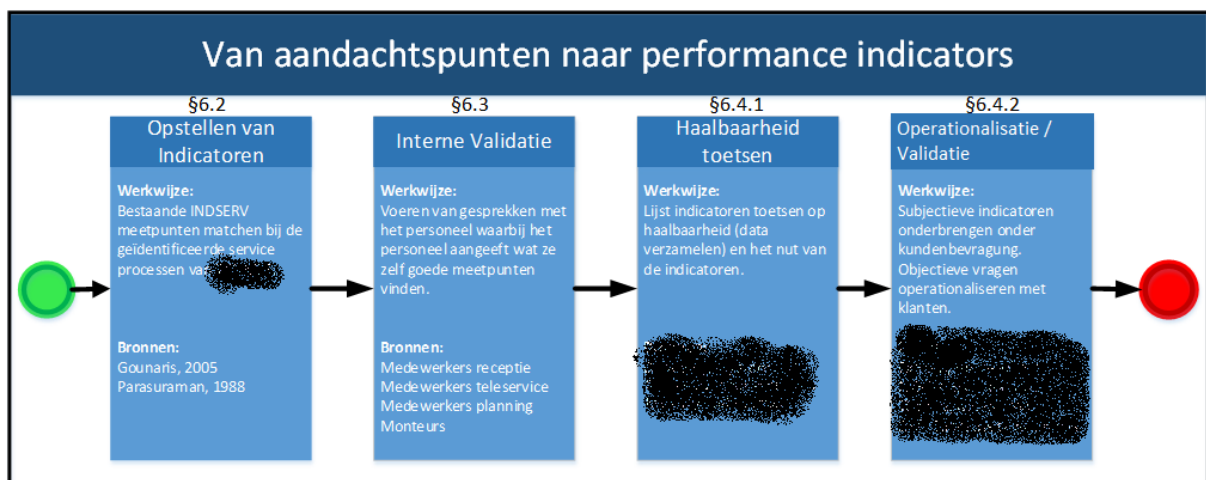 Van aandachtspunten naar performance indicators
§6.2
Opstellen van
Indicatoren
Werkwijze:
Bestaande INDSERV
meetpunten matchen bij de
geïdentificeerde service
processen
Bronnen:
Gounaris, 2005
Parasuraman, 1988
§6.3
Interne Validatie
Werkwijze:
Voeren van gesprekken met
het personeel waarbij het
personeel aangeeft wat ze
zelf goede meetpunten
vinden.
Bronnen:
Medewerkers receptie
Medewerkers teleservice
Medewerkers planning
Monteurs
§6.4.1
Haalbaarheid
toetsen
Werkwijze:
Lijst indicatoren toetsen op
haalbaarheid (data
verzamelen) en het nut van
de indicatoren.
§6.4.2
Operationalisatie /
Validatie
Werkwijze:
Subjectieve indicatoren
onderbrengen onder
kundenbevragung.
Objectieve vragen
operationaliseren met
klanten.